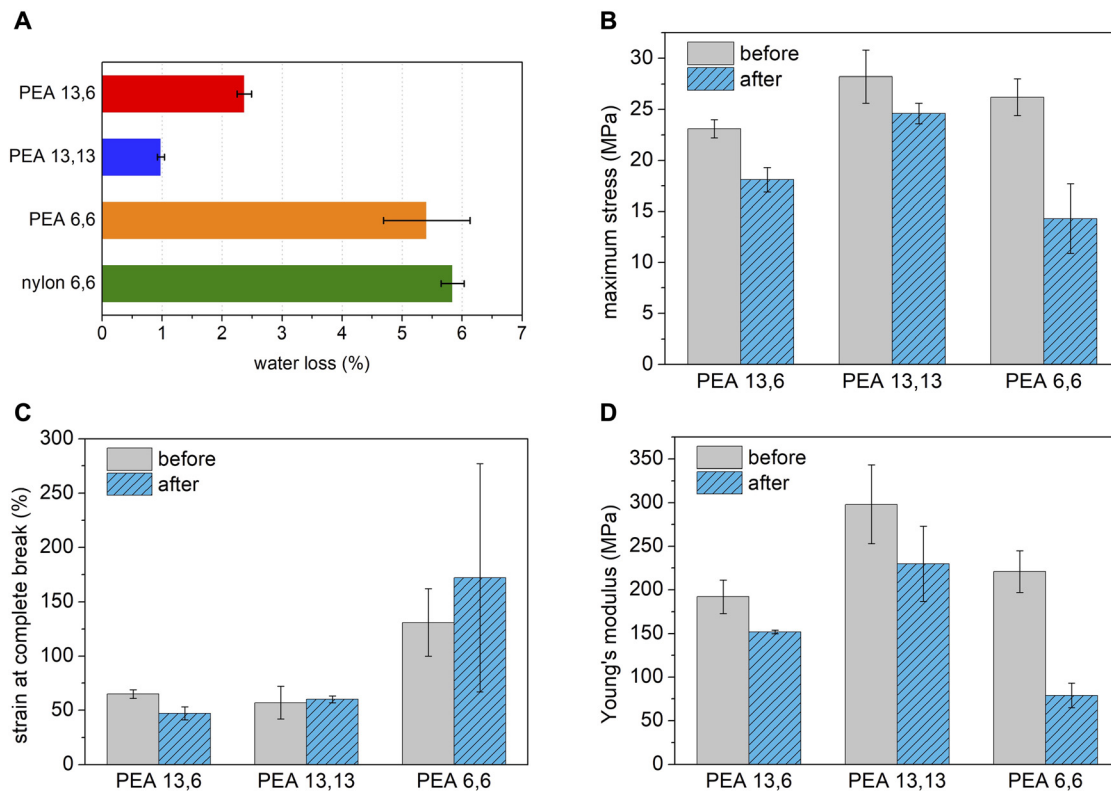 A
PEA 13,6
PEA 13,13
PEA 6,6
nylon 6,6
0 1 2 3 4 5 6 7
water loss (%)
B
before
after
maximum stress (MPa)
30
25
20
15
10
5
0
PEA 13,6 PEA 13,13 PEA 6,6
C
before
after
strain at complete break (%)
300
250
200
150
100
50
0
PEA 13,6 PEA 13,13 PEA 6,6
D
before
after
Young's modulus (MPa)
350
300
250
200
150
100
50
0
PEA 13,6 PEA 13,13 PEA 6,6